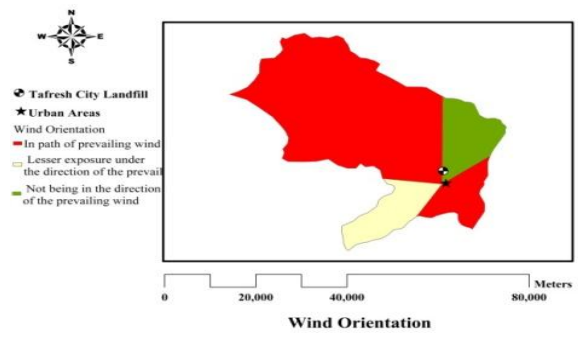 N
W E
S
Tafresh City Landfill
Urban Areas
Wind Orientation
In path of prevailing wind
Lesser exposure under
the direction of the prevail
Not being in the direction
of the prevailing wind
Meters
0 20,000 40,000 80,000
Wind Orientation